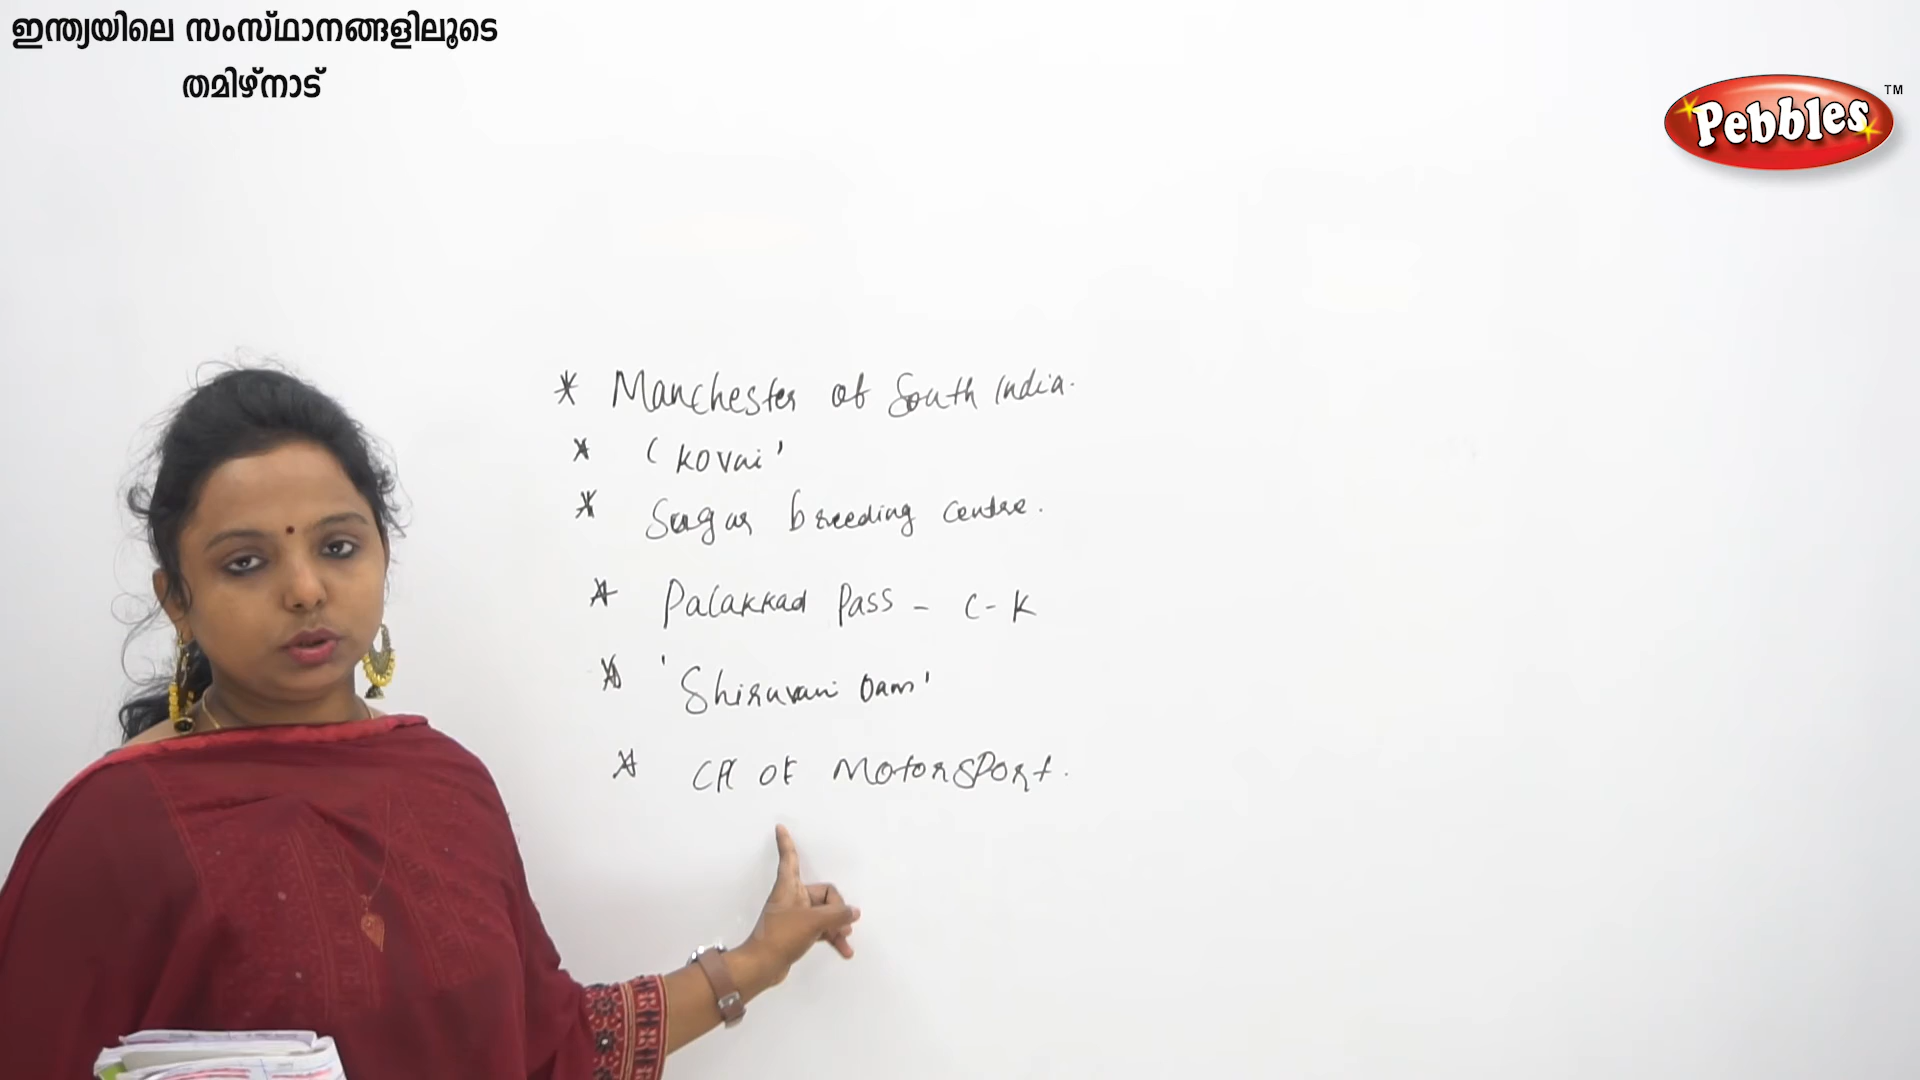 ഇന്ത്യയിലെ സംസ്ഥാനങ്ങളിലൂടെ
തമിഴ്നാട്
Pebbles TM
* Manchester of South India.
* 'Kovai'
* Sugar breeding centre.
* Palakkad Pass - C-K
* 'Shiruvani Dam'
* of Motorsport.